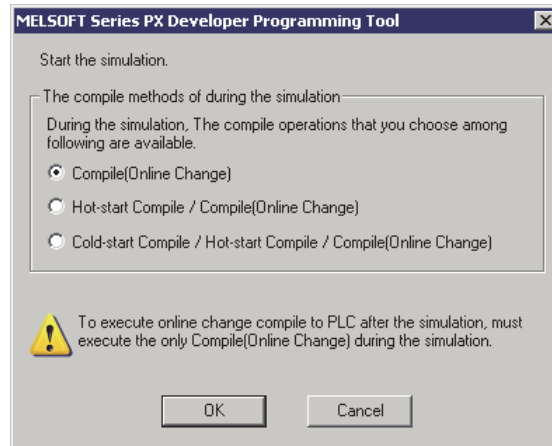 MELSOFT Series PX Developer Programming Tool
Start the simulation.
The compile methods of during the simulation
During the simulation, The compile operations that you choose among
following are available.
Compile(Online Change)
Hot-start Compile / Compile(Online Change)
Cold-start Compile / Hot-start Compile / Compile(Online Change)
To execute online change compile to PLC after the simulation, must
execute the only Compile(Online Change) during the simulation.
OK
Cancel